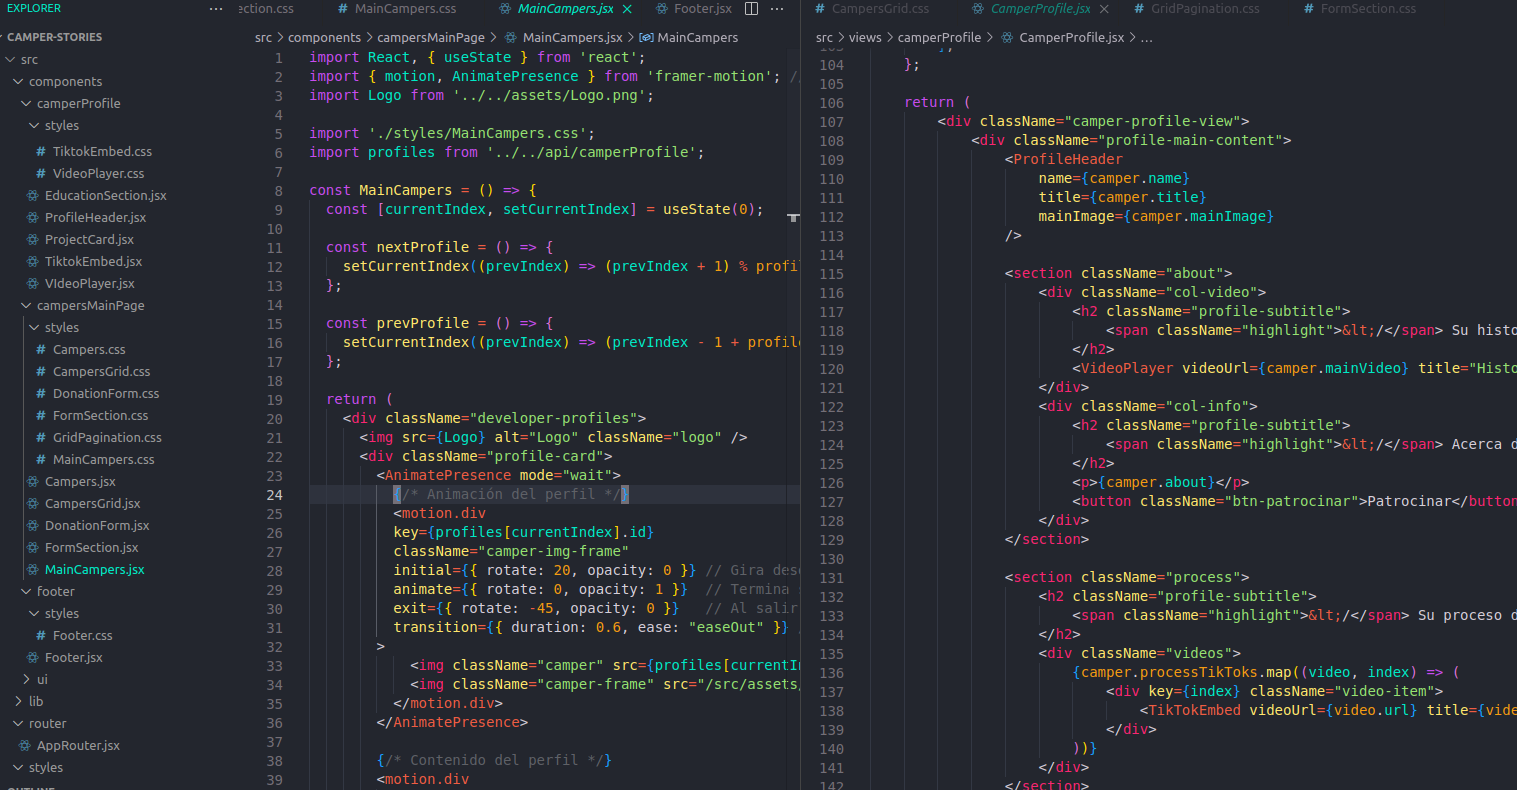 EXPLORER
CAMPER-STORIES
src
components
camperProfile
styles
# TiktokEmbed.css
# VideoPlayer.css
EducationSection.jsx
ProfileHeader.jsx
ProjectCard.jsx
TiktokEmbed.jsx
VIdeoPlayer.jsx
campersMainPage
styles
# Campers.css
# CampersGrid.css
# DonationForm.css
# FormSection.css
# GridPagination.css
# MainCampers.css
Campers.jsx
CampersGrid.jsx
DonationForm.jsx
FormSection.jsx
MainCampers.jsx
footer
styles
# Footer.css
Footer.jsx
ui
lib
router
AppRouter.jsx
styles
ection.css # MainCampers.css MainCampers.jsx Footer.jsx
src > components > campersMainPage > MainCampers.jsx > MainCampers
1 import React, { useState } from 'react';
2 import { motion, AnimatePresence } from 'framer-motion'; /
3 import Logo from '../../assets/Logo.png';
4
5 import './styles/MainCampers.css';
6 import profiles from '../../api/camperProfile';
7
8 const MainCampers = () => {
9 const [currentIndex, setCurrentIndex] = useState(0);
10
11 const nextProfile = () => {
12 setCurrentIndex((prevIndex) => (prevIndex + 1) % profil
13 };
14
15 const prevProfile = () => {
16 setCurrentIndex((prevIndex) => (prevIndex - 1 + profile
17 };
18
19 return (
20 <div className="developer-profiles">
21 <img src={Logo} alt="Logo" className="logo" />
22 <div className="profile-card">
23 <AnimatePresence mode="wait">
24 {/* Animación del perfil */}
25 <motion.div
26 key={profiles[currentIndex].id}
27 className="camper-img-frame"
28 initial={{ rotate: 20, opacity: 0 }} // Gira des
29 animate={{ rotate: 0, opacity: 1 }} // Termina
30 exit={{ rotate: -45, opacity: 0 }} // Al salir
31 transition={{ duration: 0.6, ease: "easeOut" }} /
32 >
33 <img className="camper" src={profiles[currentI
34 <img className="camper-frame" src="/src/assets
35 </motion.div>
36 </AnimatePresence>
37
38 {/* Contenido del perfil */}
39 <motion.div
# CampersGrid.css CamperProfile.jsx # GridPagination.css # FormSection.css
src > views > camperProfile > CamperProfile.jsx > ...
103 ];
104 };
105
106 return (
107 <div className="camper-profile-view">
108 <div className="profile-main-content">
109 <ProfileHeader
110 name={camper.name}
111 title={camper.title}
112 mainImage={camper.mainImage}
113 />
114
115 <section className="about">
116 <div className="col-video">
117 <h2 className="profile-subtitle">
118 <span className="highlight">&lt;/</span> Su histo
119 </h2>
120 <VideoPlayer videoUrl={camper.mainVideo} title="Histo
121 </div>
122 <div className="col-info">
123 <h2 className="profile-subtitle">
124 <span className="highlight">&lt;/</span> Acerca d
125 </h2>
126 <p>{camper.about}</p>
127 <button className="btn-patrocinar">Patrocinar</button
128 </div>
129 </section>
130
131 <section className="process">
132 <h2 className="profile-subtitle">
133 <span className="highlight">&lt;/</span> Su proceso d
134 </h2>
135 <div className="videos">
136 {camper.processTikToks.map((video, index) => (
137 <div key={index} className="video-item">
138 <TikTokEmbed videoUrl={video.url} title={vide
139 </div>
140 ))}
141 </div>
142 </section>